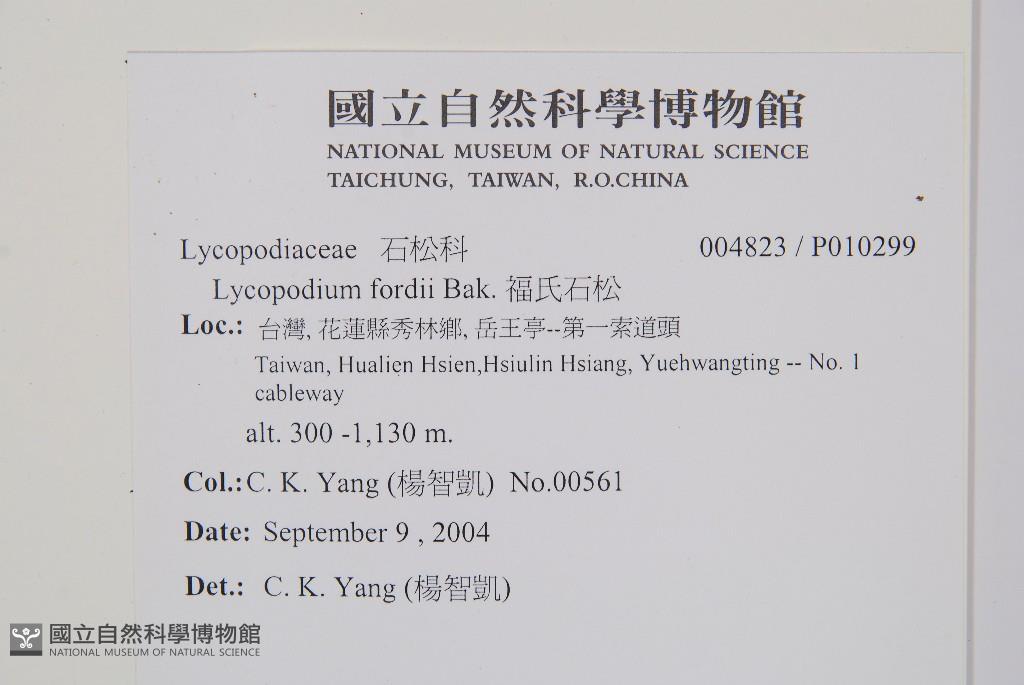 國立自然科學博物館
NATIONAL MUSEUM OF NATURAL SCIENCE
TAICHUNG, TAIWAN, R.O.CHINA
Lycopodiaceae 石松科 004823 / P010299
Lycopodium fordii Bak. 福氏石松
Loc.: 台灣, 花蓮縣秀林鄉, 岳王亭--第一索道頭
Taiwan, Hualien Hsien,Hsiulin Hsiang, Yuehwangting -- No. 1
cableway
alt. 300 -1,130 m.
Col.: C. K. Yang (楊智凱) No.00561
Date: September 9 , 2004
Det.: C. K. Yang (楊智凱)
國立自然科學博物館
NATIONAL MUSEUM OF NATURAL SCIENCE